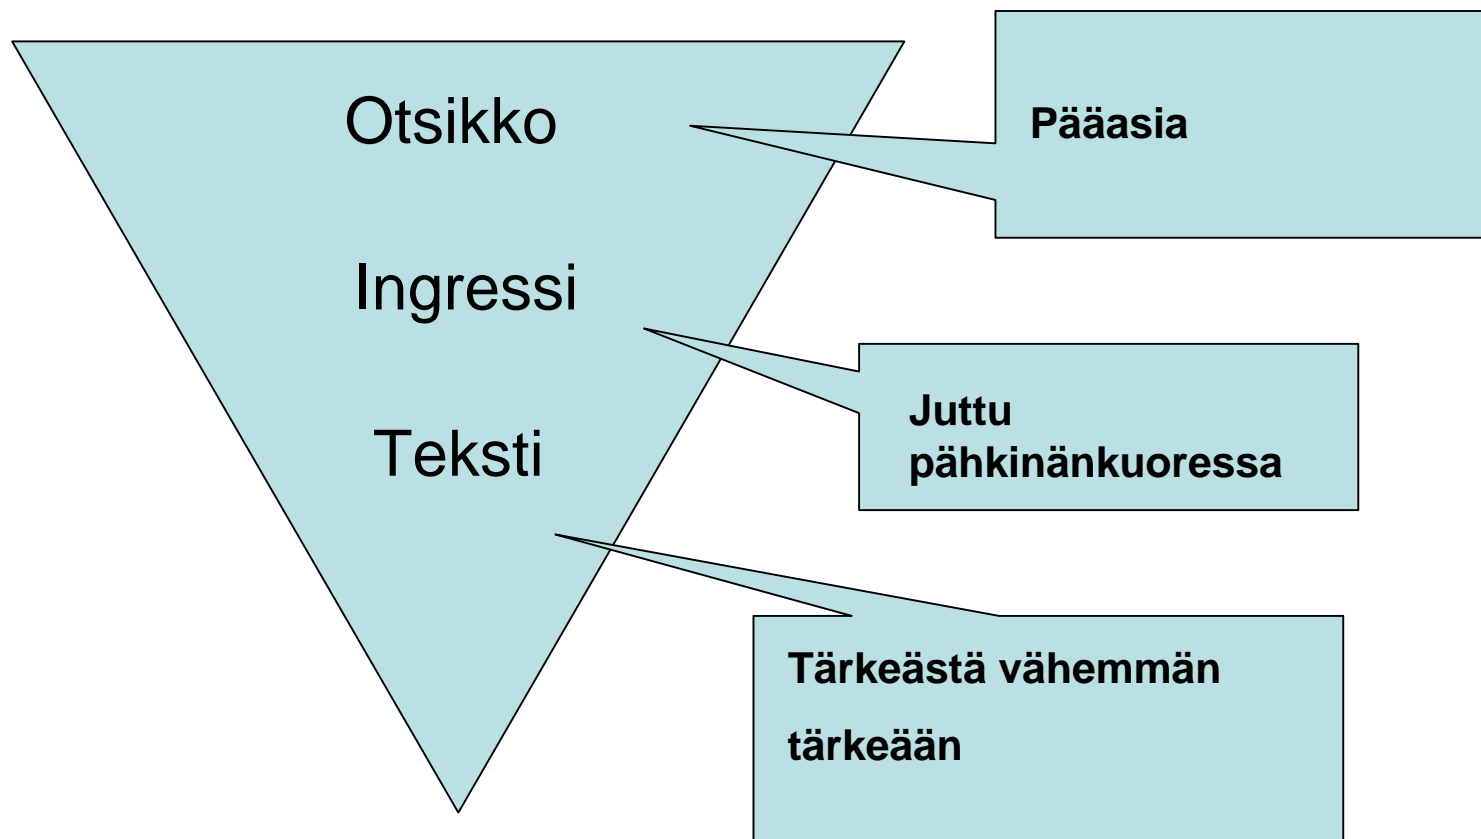 Otsikko
Pääasia
Ingressi
Juttu
pähkinänkuoressa
Teksti
Tärkeästä vähemmän
tärkeään